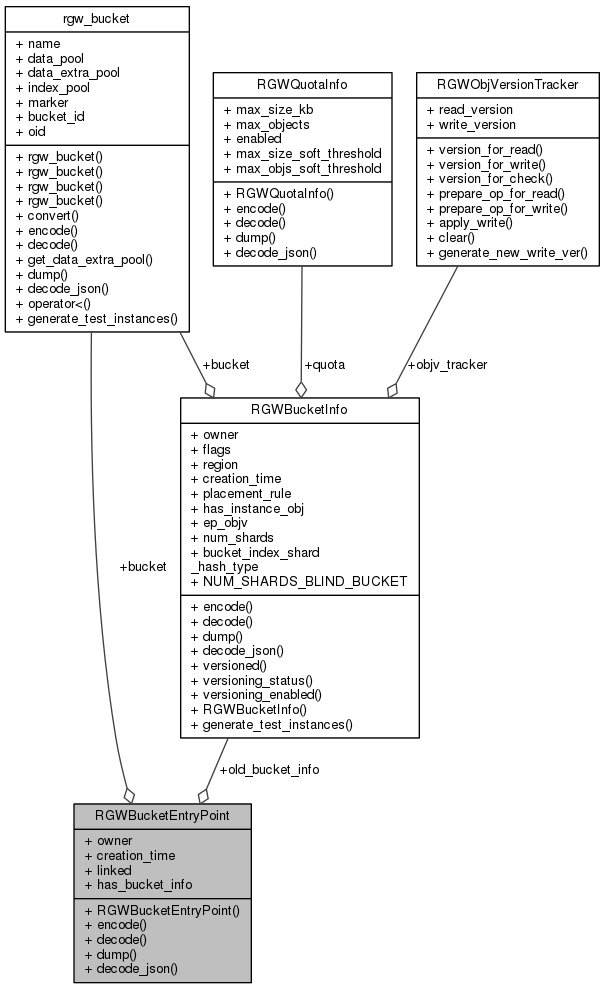 rgw_bucket
+ name
+ data_pool
+ data_extra_pool
+ index_pool
+ marker
+ bucket_id
+ oid
+ rgw_bucket()
+ rgw_bucket()
+ rgw_bucket()
+ rgw_bucket()
+ convert()
+ encode()
+ decode()
+ get_data_extra_pool()
+ dump()
+ decode_json()
+ operator<()
+ generate_test_instances()
RGWQuotaInfo
+ max_size_kb
+ max_objects
+ enabled
+ max_size_soft_threshold
+ max_objs_soft_threshold
+ RGWQuotaInfo()
+ encode()
+ decode()
+ dump()
+ decode_json()
RGWObjVersionTracker
+ read_version
+ write_version
+ version_for_read()
+ version_for_write()
+ version_for_check()
+ prepare_op_for_read()
+ prepare_op_for_write()
+ apply_write()
+ clear()
+ generate_new_write_ver()
+bucket
+quota
+objv_tracker
RGWBucketInfo
+ owner
+ flags
+ region
+ creation_time
+ placement_rule
+ has_instance_obj
+ ep_objv
+ num_shards
+ bucket_index_shard
_hash_type
+ NUM_SHARDS_BLIND_BUCKET
+ encode()
+ decode()
+ dump()
+ decode_json()
+ versioned()
+ versioning_status()
+ versioning_enabled()
+ RGWBucketInfo()
+ generate_test_instances()
+bucket
+old_bucket_info
RGWBucketEntryPoint
+ owner
+ creation_time
+ linked
+ has_bucket_info
+ RGWBucketEntryPoint()
+ encode()
+ decode()
+ dump()
+ decode_json()